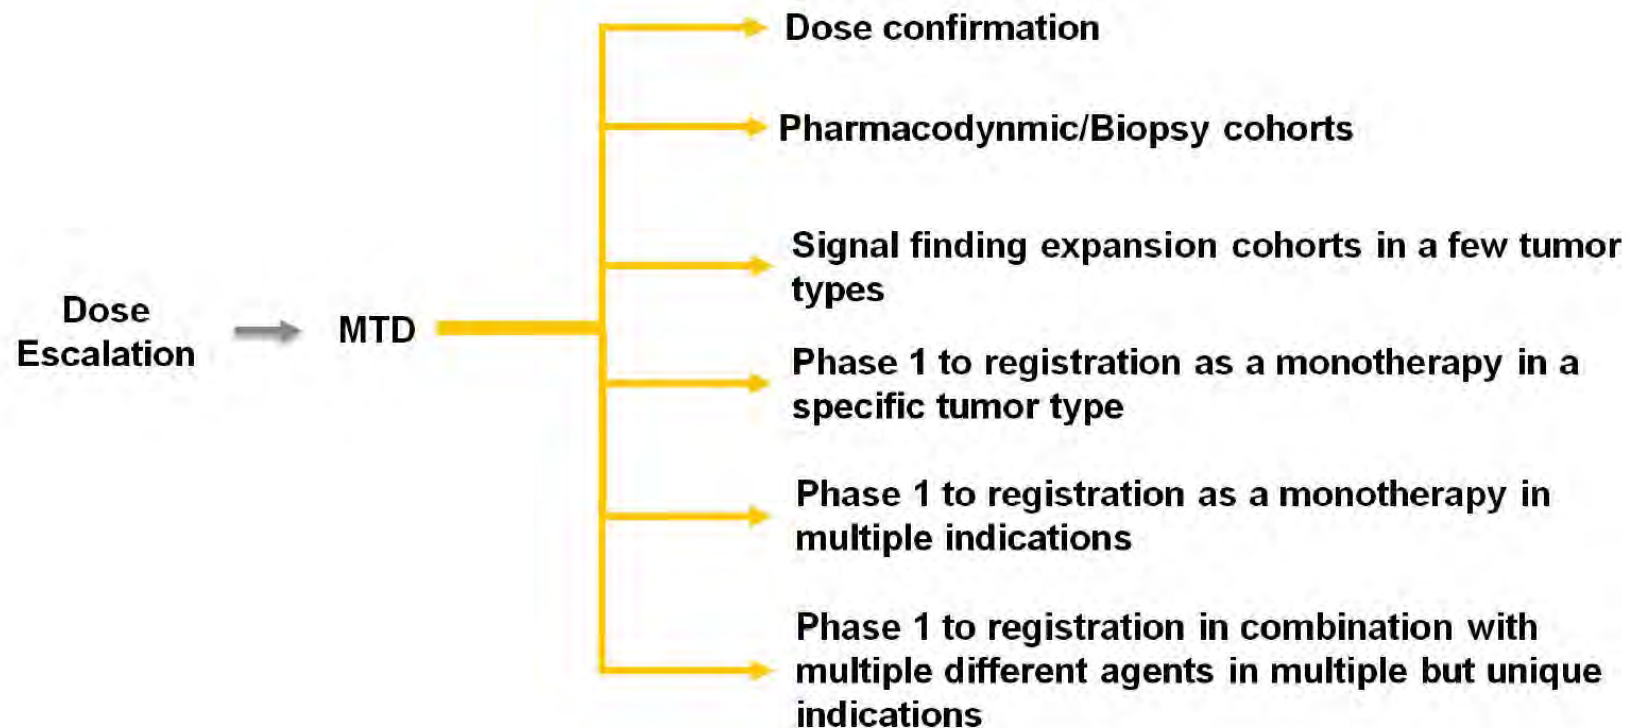 Dose confirmation
Pharmacodynmic/Biopsy cohorts
Signal finding expansion cohorts in a few tumor
types
Dose
Escalation
MTD
Phase 1 to registration as a monotherapy in a
specific tumor type
Phase 1 to registration as a monotherapy in
multiple indications
Phase 1 to registration in combination with
multiple different agents in multiple but unique
indications